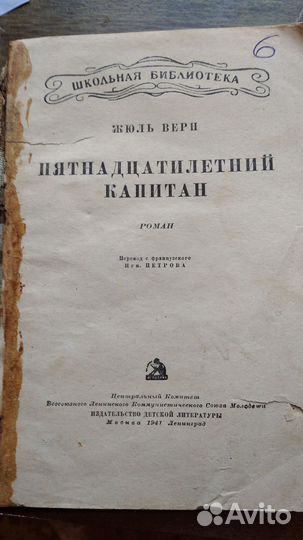 6
ШКОЛЬНАЯ БИБЛИОТЕКА
ЖЮЛЬ ВЕРН
ПЯТНАДЦАТИЛЕТНИЙ
КАПИТАН
РОМАН
Перевод с французского
Игн. ПЕТРОВА
Центральный Комитет
Всесоюзного Ленинского Коммунистического Союза Молодежи
ИЗДАТЕЛЬСТВО ДЕТСКОЙ ЛИТЕРАТУРЫ
Москва 1941 Ленинград
Avito